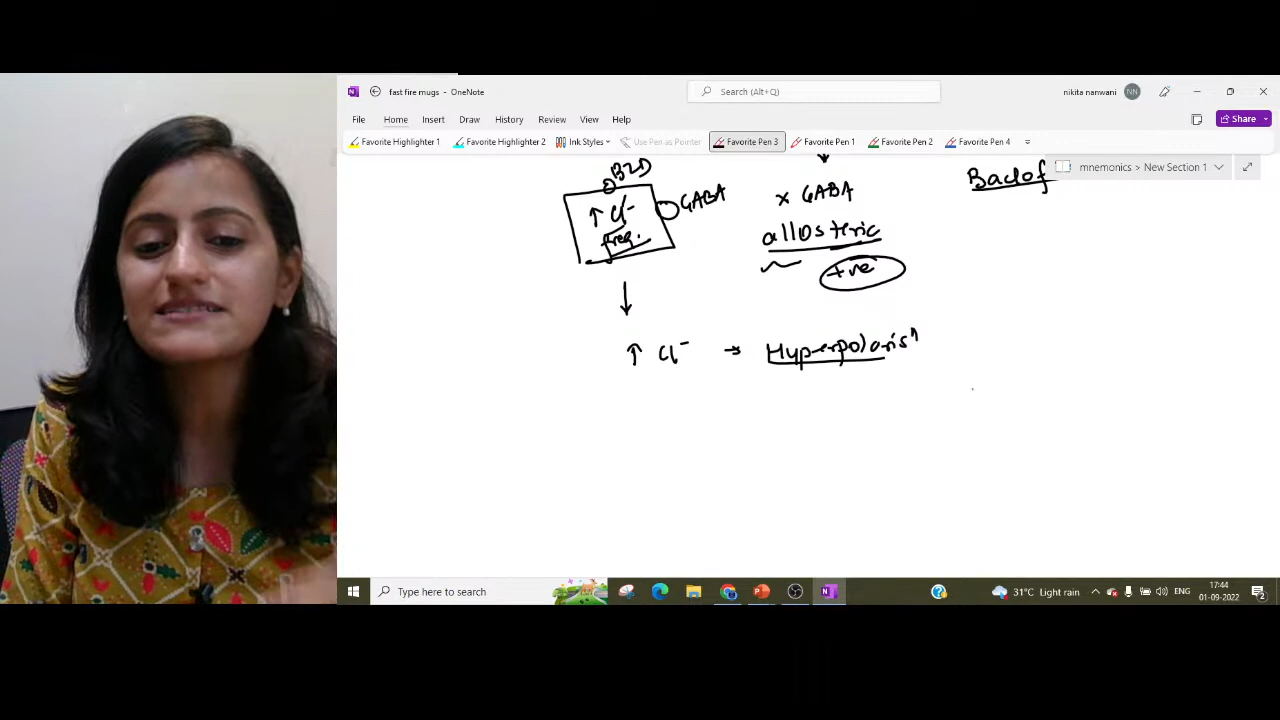 fast fire mugs - OneNote
Search (Alt+Q)
nikita nanwani NN
File Home Insert Draw History Review View Help Share
Favorite Highlighter 1 Favorite Highlighter 2 Ink Styles Use Pen as Pointer Favorite Pen 3 Favorite Pen 1 Favorite Pen 2 Favorite Pen 4
mnemonics > New Section 1
BZD
Baclof
↑ Cl⁻ GABA
freq.
x GABA
allosteric
+ve
↓
↑ Cl⁻ → Hyperpolarisⁿ
Type here to search
31°C Light rain ENG 17:44
01-09-2022 2